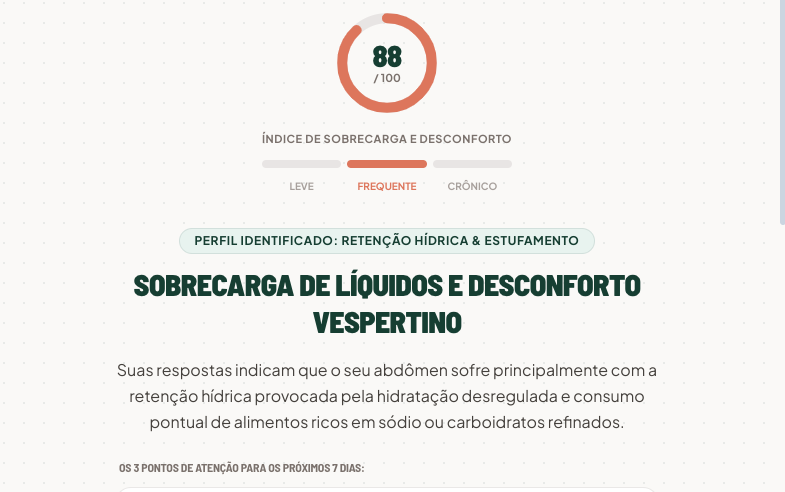 88
/ 100
ÍNDICE DE SOBRECARGA E DESCONFORTO
LEVE FREQUENTE CRÔNICO
PERFIL IDENTIFICADO: RETENÇÃO HÍDRICA & ESTUFAMENTO
SOBRECARGA DE LÍQUIDOS E DESCONFORTO
VESPERTINO
Suas respostas indicam que o seu abdômen sofre principalmente com a
retenção hídrica provocada pela hidratação desregulada e consumo
pontual de alimentos ricos em sódio ou carboidratos refinados.
OS 3 PONTOS DE ATENÇÃO PARA OS PRÓXIMOS 7 DIAS: